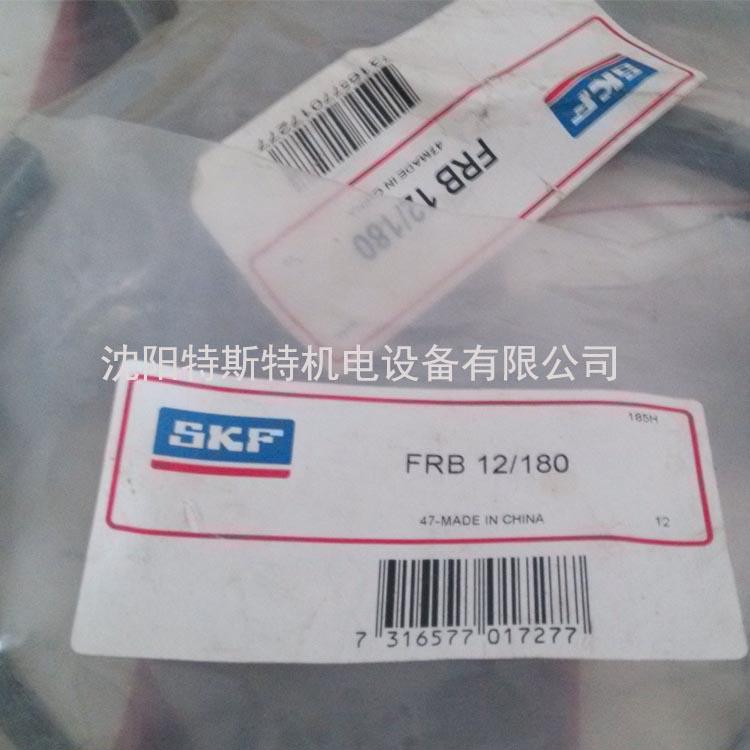 SKF
FRB 12/180
47MADE IN CHINA
7316577017277
沈阳特斯特机电设备有限公司
SKF
185H
FRB 12/180
47-MADE IN CHINA
12
7 316577 017277